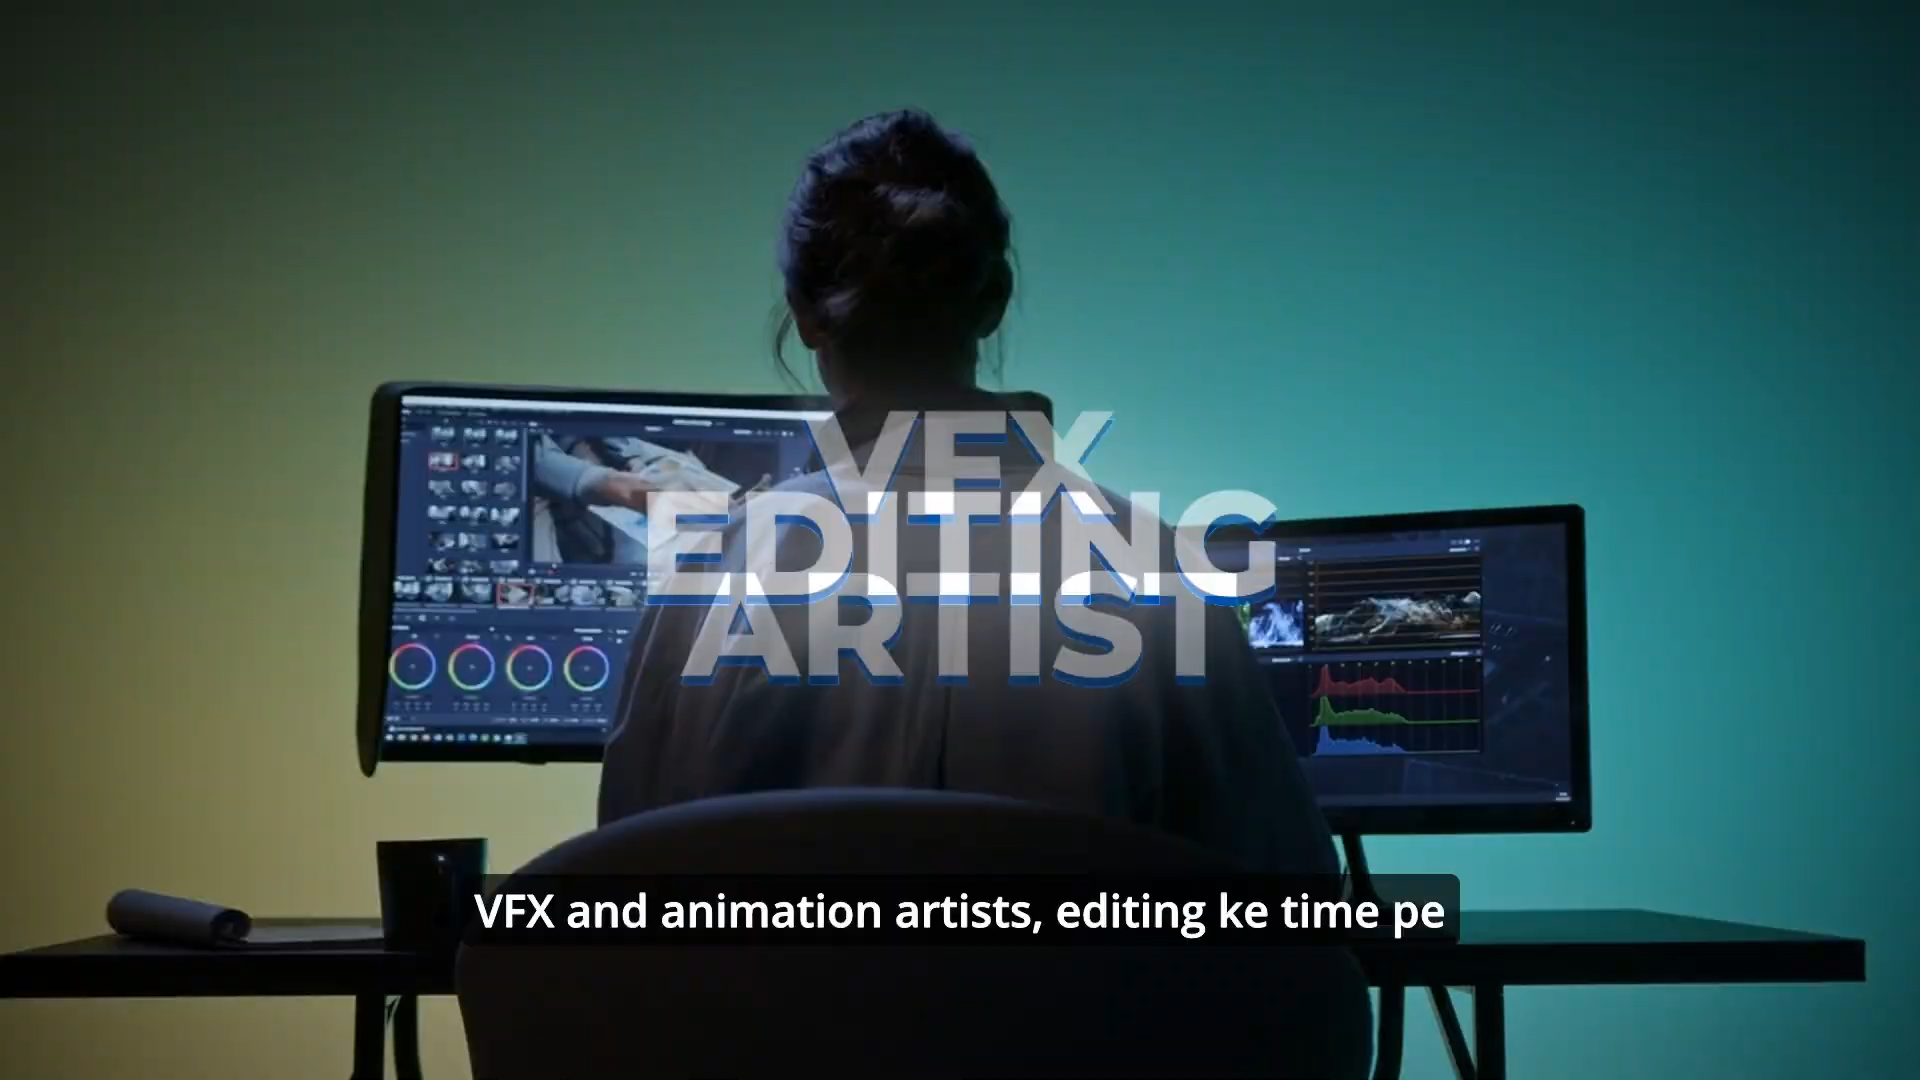 VFX
EDITING
ARTIST
VFX and animation artists, editing ke time pe